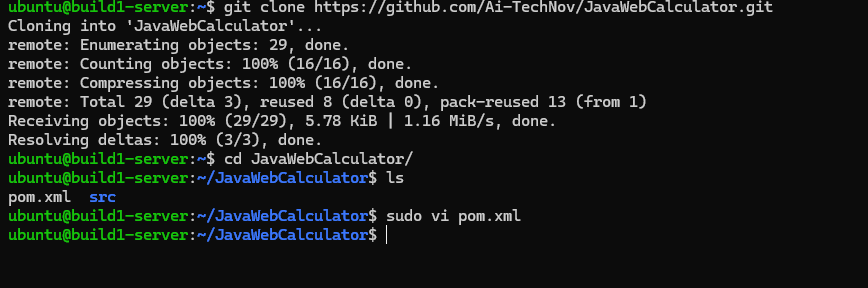 ubuntu@build1-server:~$ git clone https://github.com/Ai-TechNov/JavaWebCalculator.git
Cloning into 'JavaWebCalculator'...
remote: Enumerating objects: 29, done.
remote: Counting objects: 100% (16/16), done.
remote: Compressing objects: 100% (16/16), done.
remote: Total 29 (delta 3), reused 8 (delta 0), pack-reused 13 (from 1)
Receiving objects: 100% (29/29), 5.78 KiB | 1.16 MiB/s, done.
Resolving deltas: 100% (3/3), done.
ubuntu@build1-server:~$ cd JavaWebCalculator/
ubuntu@build1-server:~/JavaWebCalculator$ ls
pom.xml  src
ubuntu@build1-server:~/JavaWebCalculator$ sudo vi pom.xml
ubuntu@build1-server:~/JavaWebCalculator$